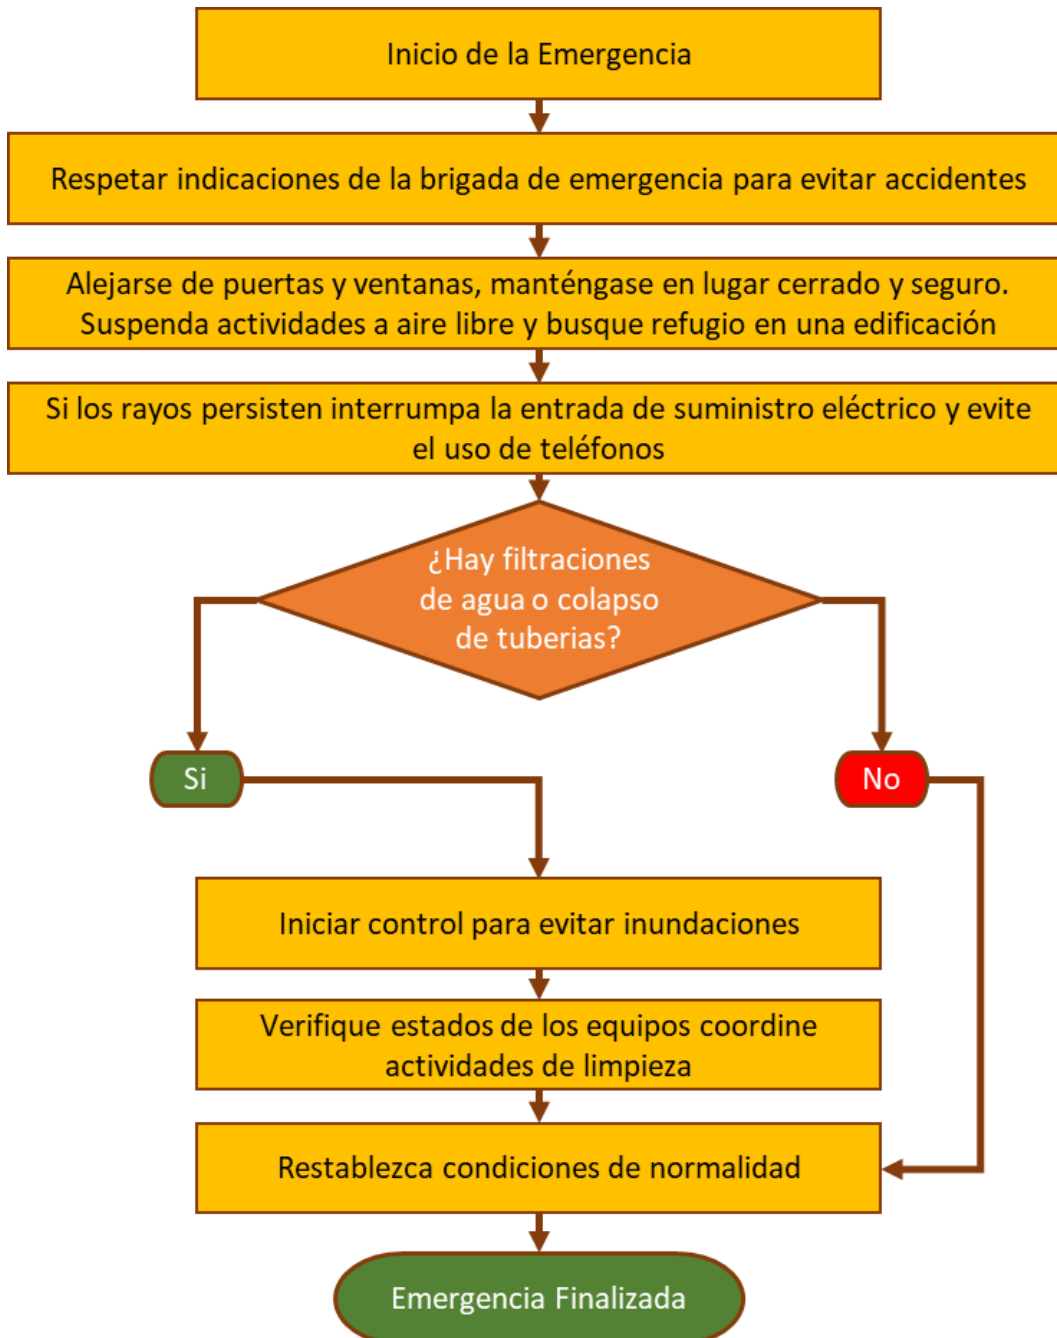 Inicio de la Emergencia
Respetar indicaciones de la brigada de emergencia para evitar accidentes
Alejarse de puertas y ventanas, manténgase en lugar cerrado y seguro.
Suspenda actividades a aire libre y busque refugio en una edificación
Si los rayos persisten interrumpa la entrada de suministro eléctrico y evite
el uso de teléfonos
¿Hay filtraciones
de agua o colapso
de tuberias?
Si
No
Iniciar control para evitar inundaciones
Verifique estados de los equipos coordine
actividades de limpieza
Restablezca condiciones de normalidad
Emergencia Finalizada